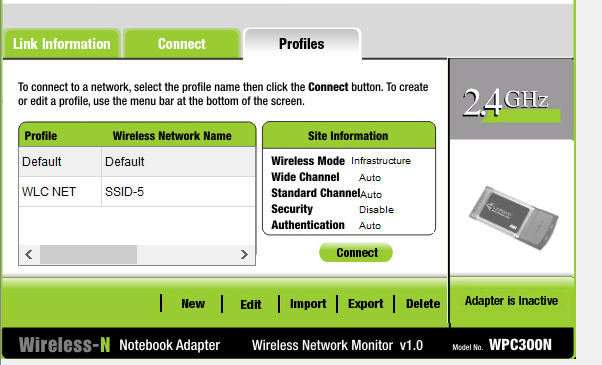 Link Information Connect Profiles
To connect to a network, select the profile name then click the Connect button. To create
or edit a profile, use the menu bar at the bottom of the screen.
2.4GHz
Profile Wireless Network Name
Default Default
WLC NET SSID-5
Site Information
Wireless Mode Infrastructure
Wide Channel Auto
Standard Channel Auto
Security Disable
Authentication Auto
Connect
New | Edit | Import | Export | Delete
Adapter is Inactive
Wireless-N Notebook Adapter Wireless Network Monitor v1.0 Model No. WPC300N